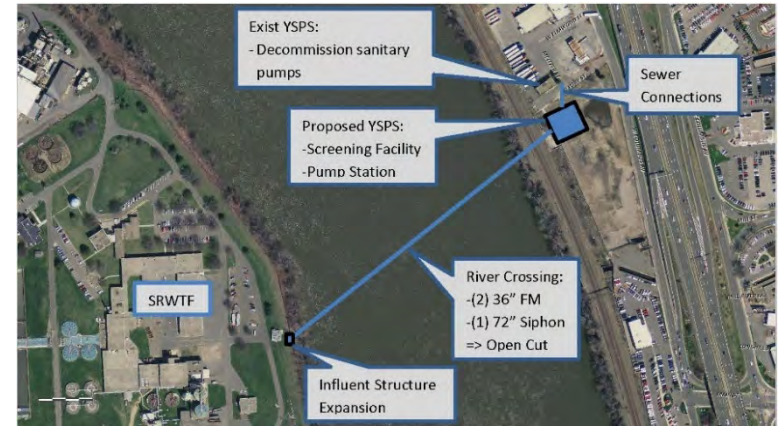 Exist YSPS:
- Decommission sanitary
pumps
Sewer
Connections
Proposed YSPS:
-Screening Facility
-Pump Station
River Crossing:
-(2) 36" FM
-(1) 72" Siphon
=> Open Cut
SRWTF
Influent Structure
Expansion